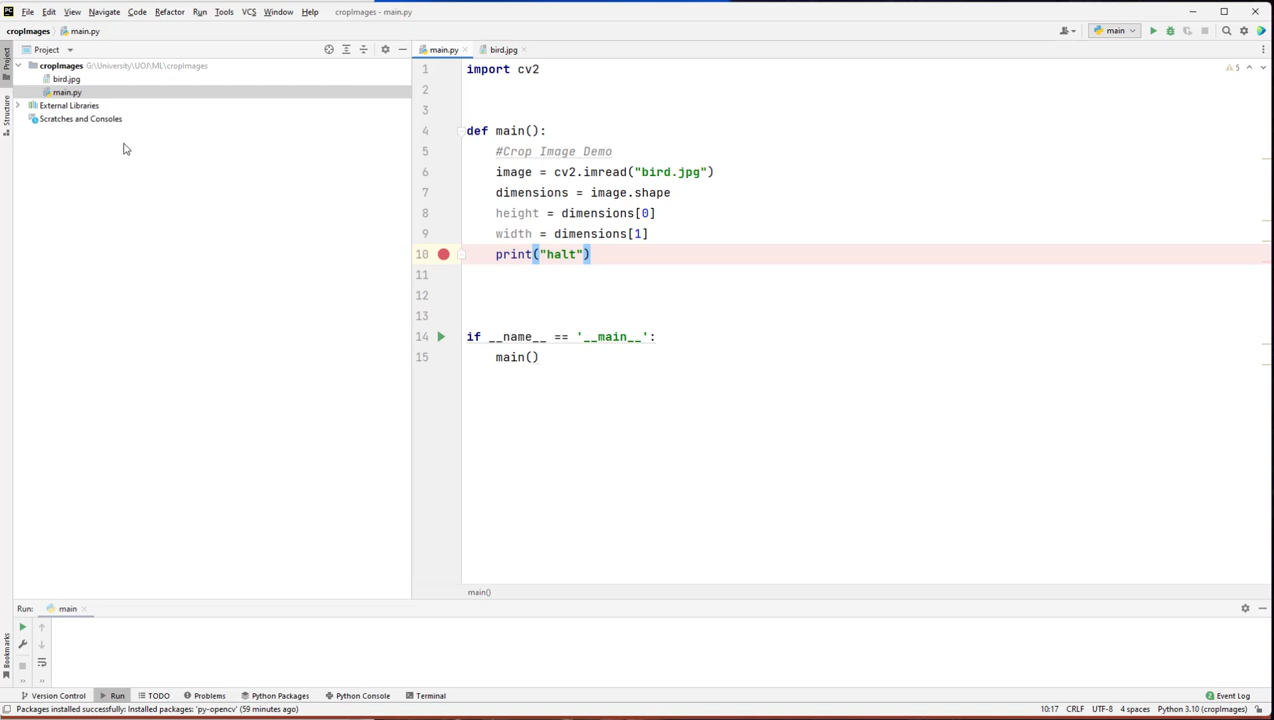 PC File Edit View Navigate Code Refactor Run Tools VCS Window Help cropImages - main.py
cropImages main.py
main
Project
main.py
bird.jpg
cropImages G:\University\UOJ\ML\cropImages
bird.jpg
main.py
External Libraries
Scratches and Consoles
Project
Structure
Bookmarks
5
1 import cv2
2
3
4 def main():
5 #Crop Image Demo
6 image = cv2.imread("bird.jpg")
7 dimensions = image.shape
8 height = dimensions[0]
9 width = dimensions[1]
10 print("halt")
11
12
13
14 if __name__ == '__main__':
15 main()
main()
Run: main
Version Control Run TODO Problems Python Packages Python Console Terminal Event Log
Packages installed successfully: Installed packages: 'py-opencv' (59 minutes ago) 10:17 CRLF UTF-8 4 spaces Python 3.10 (cropImages)